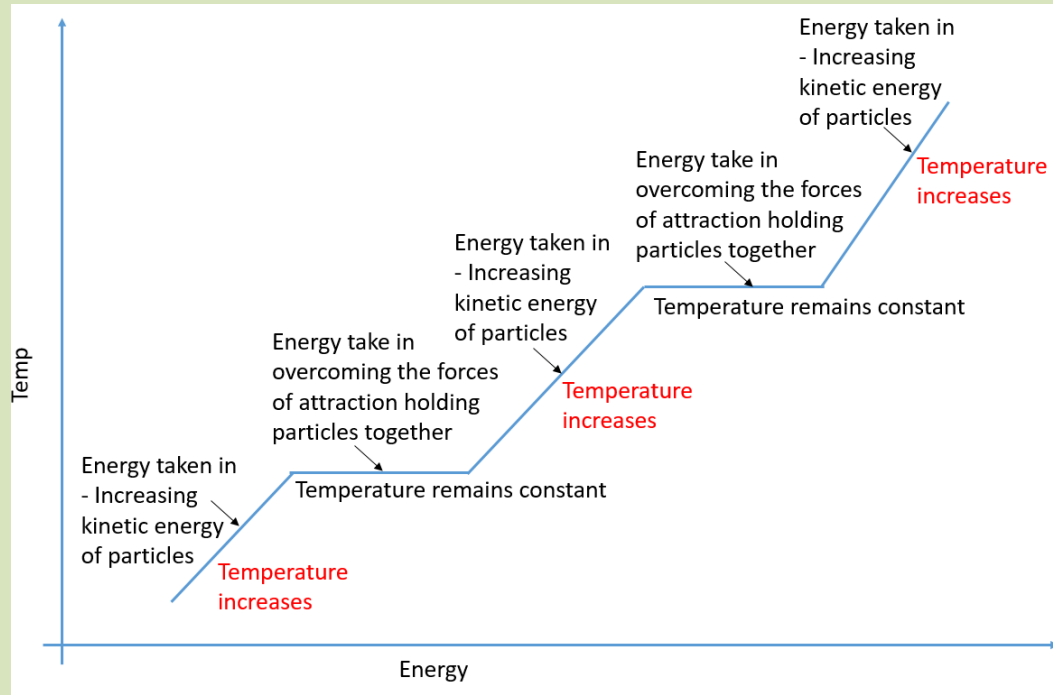 Energy taken in
- Increasing
kinetic energy
of particles
Temperature
increases
Energy take in
overcoming the forces
of attraction holding
particles together
Temperature remains constant
Energy taken in
- Increasing
kinetic energy
of particles
Temperature
increases
Energy take in
overcoming the forces
of attraction holding
particles together
Temperature remains constant
Energy taken in
- Increasing
kinetic energy
of particles
Temperature
increases
Temp
Energy